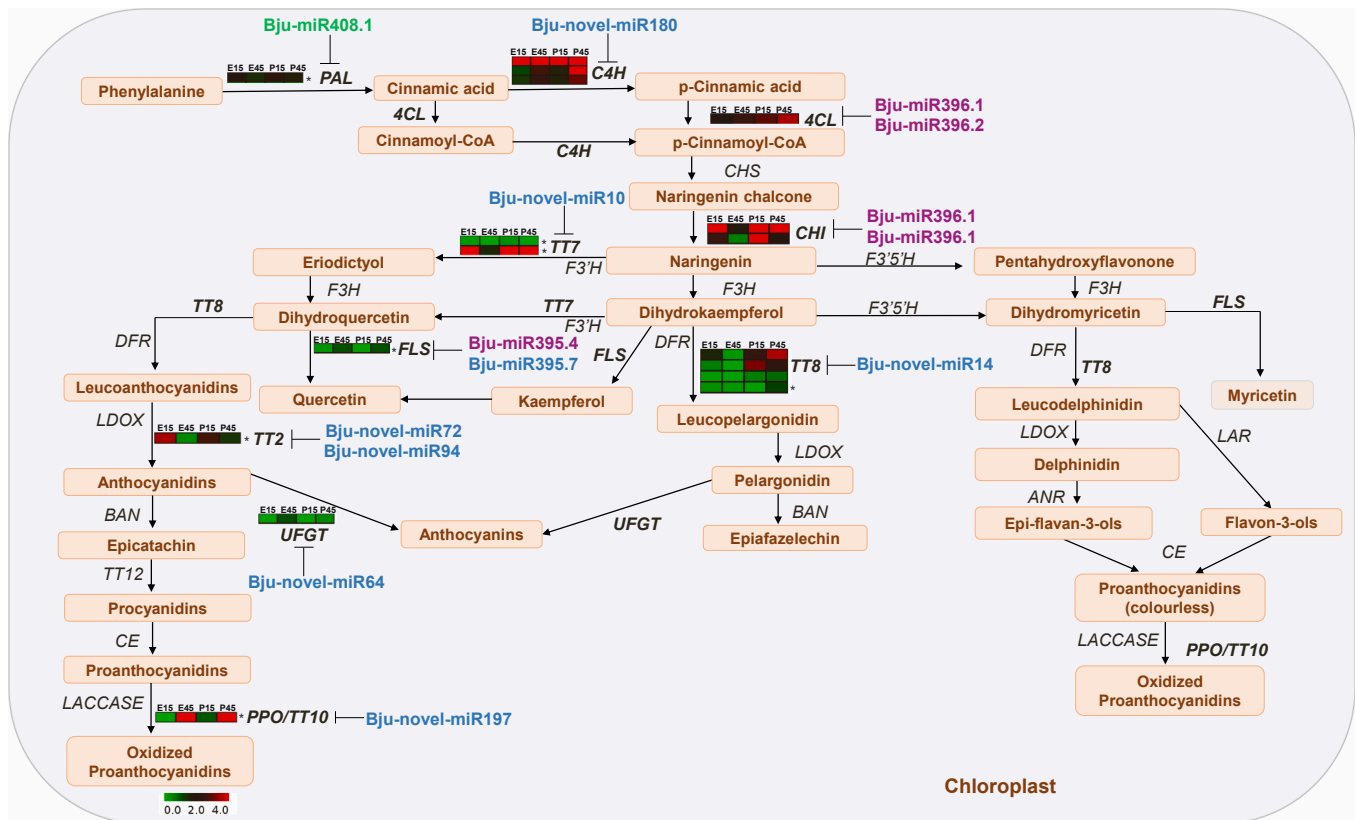 Bju-miR408.1
Bju-novel-miR180
E15 E45 P15 P45
* PAL
E15 E45 P15 P45
C4H
Phenylalanine
Cinnamic acid
p-Cinnamic acid
4CL
E15 E45 P15 P45
4CL
Bju-miR396.1
Bju-miR396.2
Cinnamoyl-CoA
C4H
p-Cinnamoyl-CoA
CHS
Bju-novel-miR10
Naringenin chalcone
E15 E45 P15 P45
* TT7
*
E15 E45 P15 P45
CHI
Bju-miR396.1
Bju-miR396.1
Eriodictyol
F3'H
Naringenin
F3'5'H
Pentahydroxyflavonone
F3H
F3H
F3H
TT8
Dihydroquercetin
TT7
F3'H
Dihydrokaempferol
F3'5'H
Dihydromyricetin
FLS
DFR
E15 E45 P15 P45
* FLS
Bju-miR395.4
Bju-miR395.7
FLS
DFR
E15 E45 P15 P45
TT8
*
Bju-novel-miR14
DFR
TT8
Leucoanthocyanidins
Quercetin
Kaempferol
Myricetin
LDOX
Leucopelargonidin
Leucodelphinidin
E15 E45 P15 P45
* TT2
Bju-novel-miR72
Bju-novel-miR94
LDOX
LDOX
LAR
Anthocyanidins
Pelargonidin
Delphinidin
BAN
E15 E45 P15 P45
UFGT
Anthocyanins
UFGT
BAN
ANR
Epicatachin
Epiafazelechin
Epi-flavan-3-ols
Flavon-3-ols
TT12
Bju-novel-miR64
CE
Procyanidins
Proanthocyanidins
(colourless)
CE
Proanthocyanidins
LACCASE
PPO/TT10
LACCASE
E15 E45 P15 P45
* PPO/TT10
Bju-novel-miR197
Oxidized
Proanthocyanidins
Oxidized
Proanthocyanidins
Chloroplast
0.0 2.0 4.0